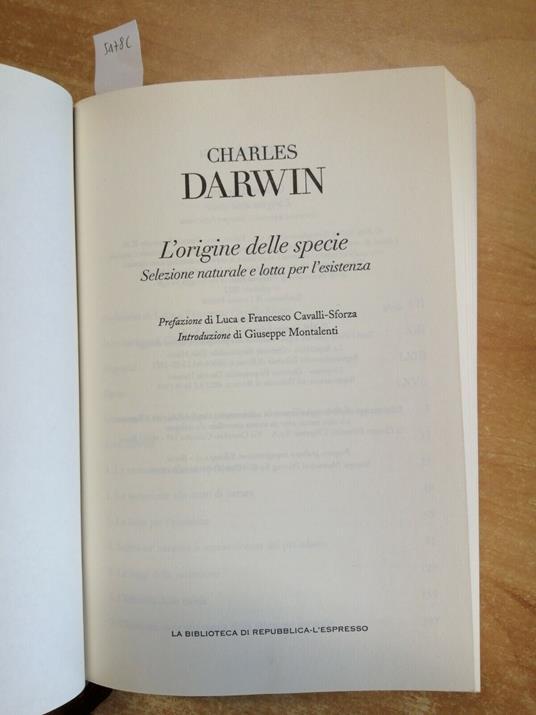 5178C
CHARLES
DARWIN
L'origine delle specie
Selezione naturale e lotta per l'esistenza
Prefazione di Luca e Francesco Cavalli-Sforza
Introduzione di Giuseppe Montalenti
LA BIBLIOTECA DI REPUBBLICA-L'ESPRESSO